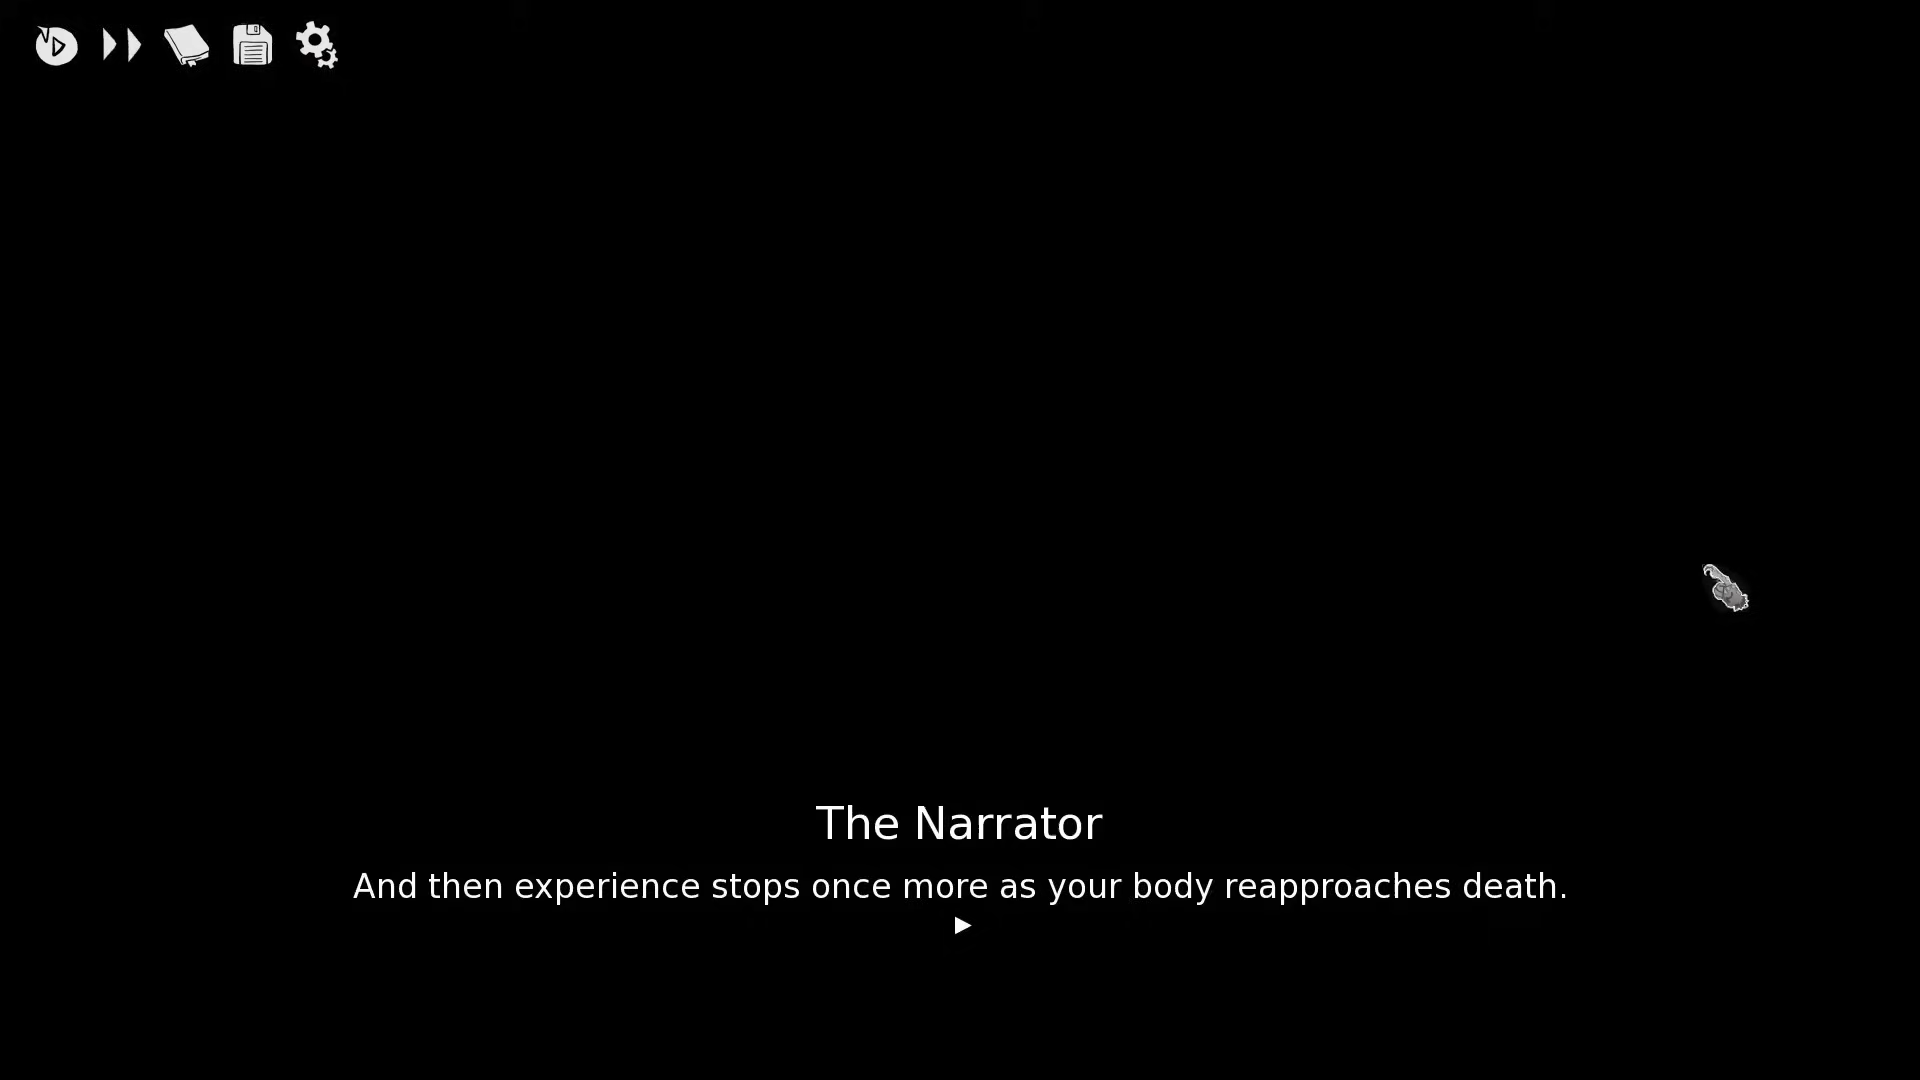 The Narrator
And then experience stops once more as your body reapproaches death.